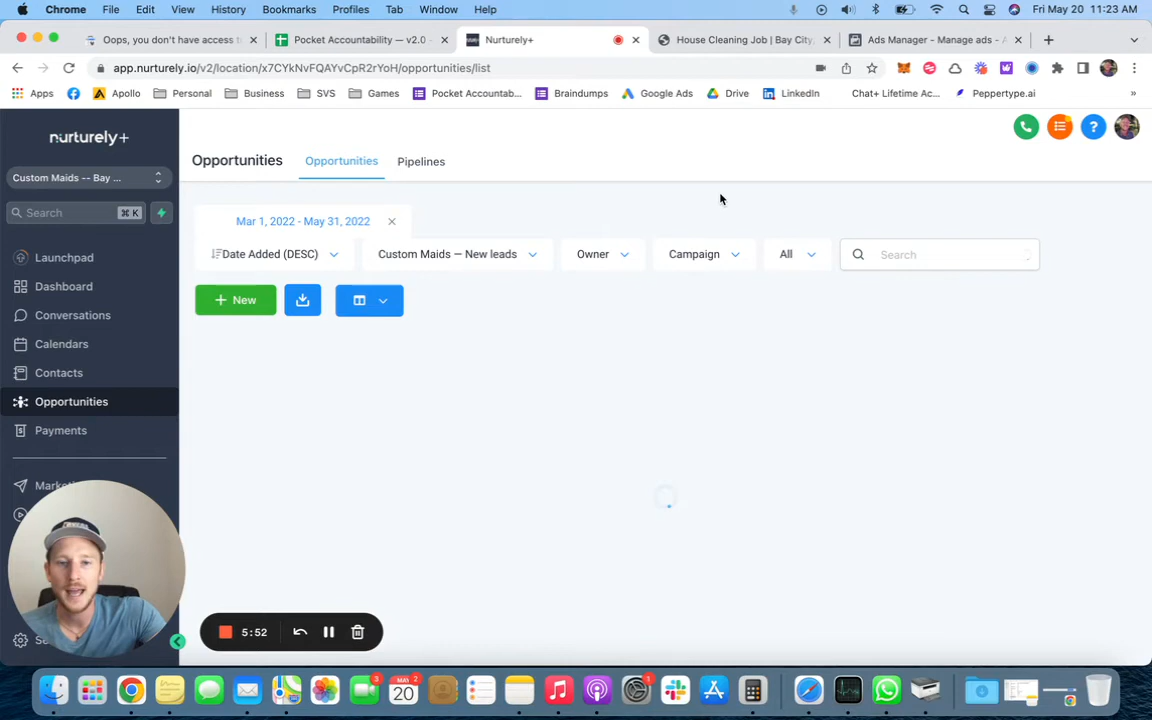 Chrome File Edit View History Bookmarks Profiles Tab Window Help Fri May 20 11:23 AM
Oops, you don't have access t Pocket Accountability — v2.0 - Nurturely+ House Cleaning Job | Bay City, Ads Manager - Manage ads - A
app.nurturely.io/v2/location/x7CYkNvFQAYvCpR2rYoH/opportunities/list
Apps Apollo Personal Business SVS Games Pocket Accountab... Braindumps Google Ads Drive LinkedIn Chat+ Lifetime Ac... Peppertype.ai »
nurturely+
Opportunities Opportunities Pipelines
Custom Maids -- Bay ...
Search ⌘ K
Mar 1, 2022 - May 31, 2022
Date Added (DESC) Custom Maids — New leads Owner Campaign All Search
+ New
Launchpad
Dashboard
Conversations
Calendars
Contacts
Opportunities
Payments
5:52
3
MAY 2
20
1